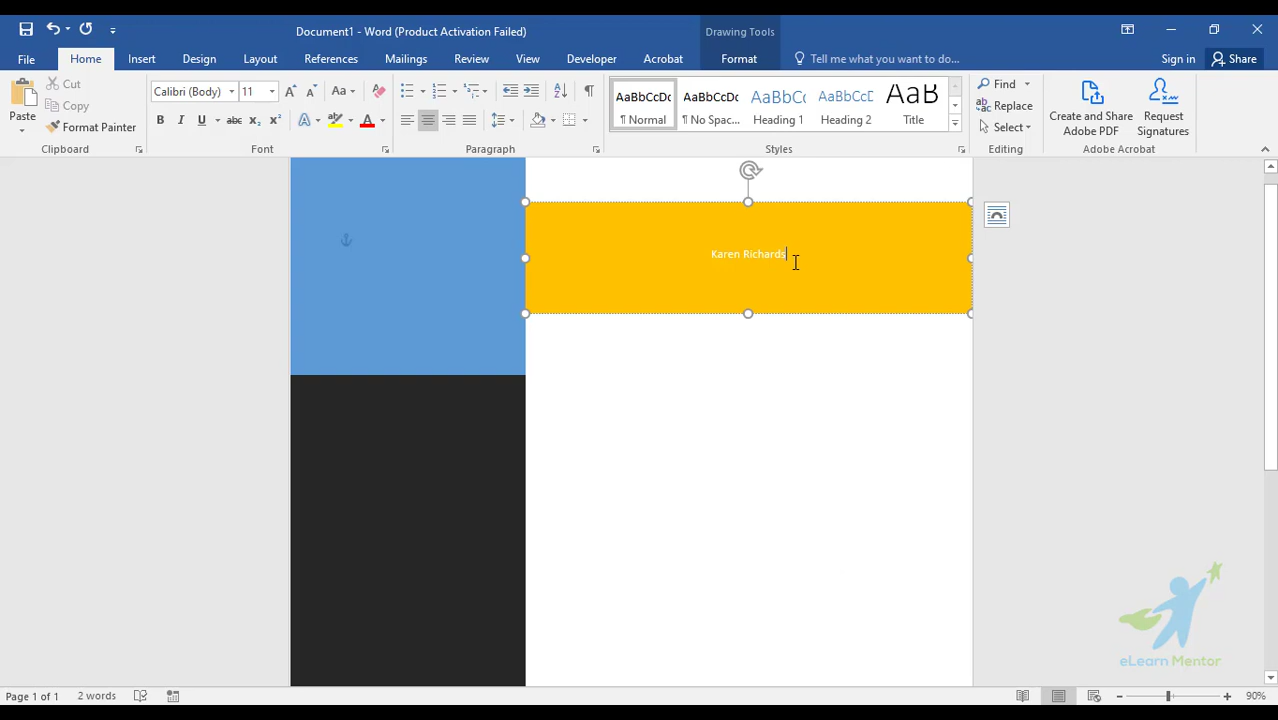 Document1 - Word (Product Activation Failed)
Drawing Tools
File Home Insert Design Layout References Mailings Review View Developer Acrobat Format Tell me what you want to do... Sign in Share
Paste
Cut
Copy
Format Painter
Clipboard
Calibri (Body) 11
Font
Paragraph
AaBbCcDc AaBbCcDc AaBbCc AaBbCcD AaB
¶ Normal ¶ No Spac... Heading 1 Heading 2 Title
Styles
Find
Replace
Select
Editing
Create and Share Adobe PDF
Request Signatures
Adobe Acrobat
Karen Richards
eLearn Mentor
Page 1 of 1 2 words 90%